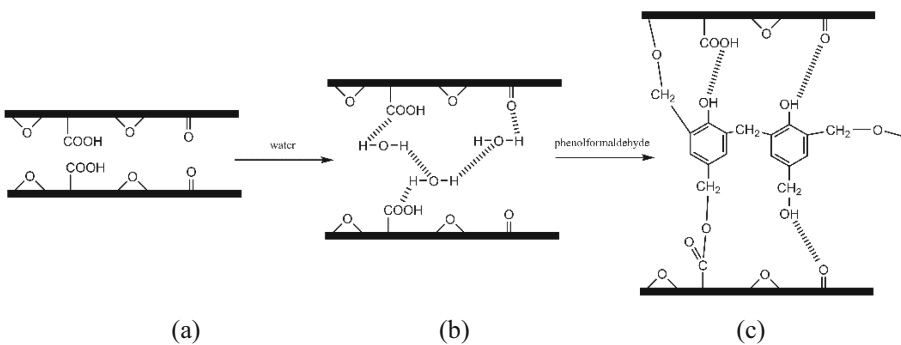 O COOH O O
O COOH O O
water
O COOH O O
H-O-H H-O-H
H-O-H
O COOH O O
phenolformaldehyde
O COOH O O
CH2 OH OH
CH2 CH2-O
CH2 CH2
O OH
O C O
O O
(a) (b) (c)